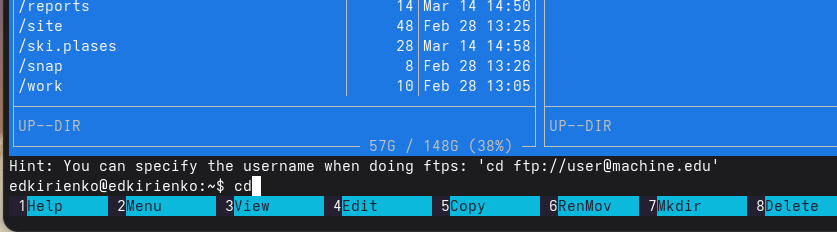 /reports 14 Mar 14 14:50
/site 48 Feb 28 13:25
/ski.plases 28 Mar 14 14:58
/snap 8 Feb 28 13:26
/work 10 Feb 28 13:05
UP--DIR UP--DIR
57G / 148G (38%)
Hint: You can specify the username when doing ftps: 'cd ftp://user@machine.edu'
edkirienko@edkirienko:~$ cd
1Help 2Menu 3View 4Edit 5Copy 6RenMov 7Mkdir 8Delete